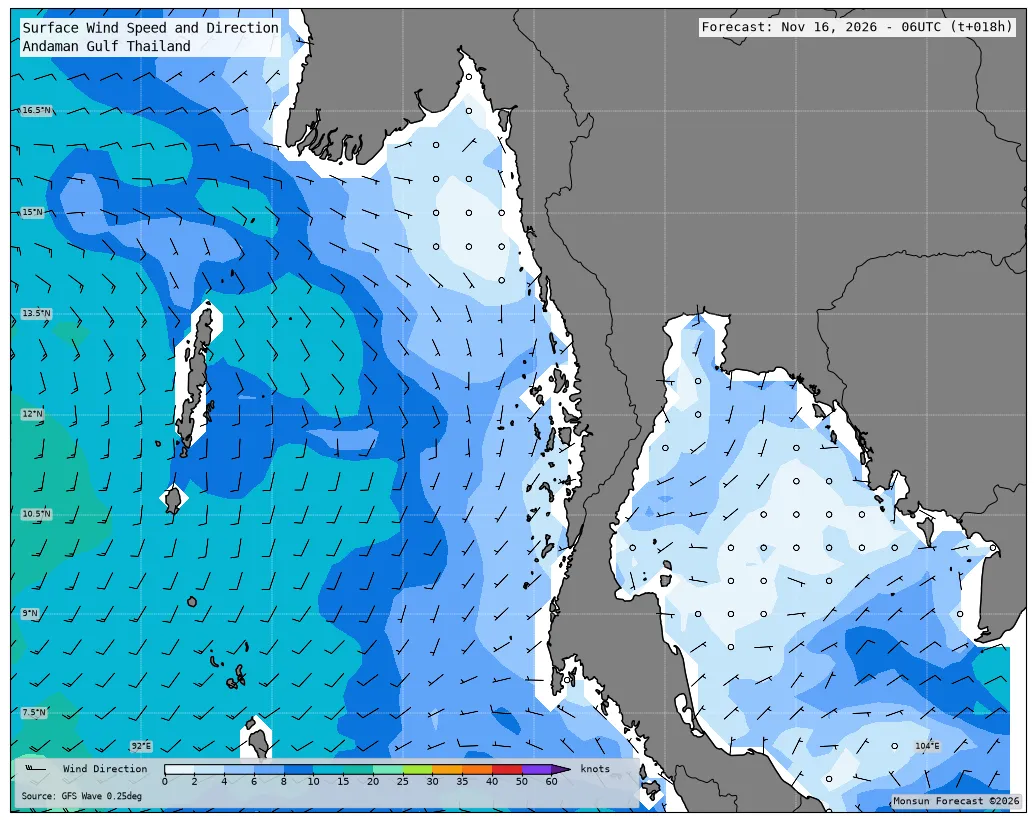 Surface Wind Speed and Direction
Andaman Gulf Thailand
Forecast: Nov 16, 2026 - 06UTC (t+018h)
16.5°N
15°N
13.5°N
12°N
10.5°N
9°N
7.5°N
92°E
104°E
Wind Direction
knots
0 2 4 6 8 10 15 20 25 30 40 50 60
Source: GFS Wave 0.25deg
Monsun Forecast ©2026